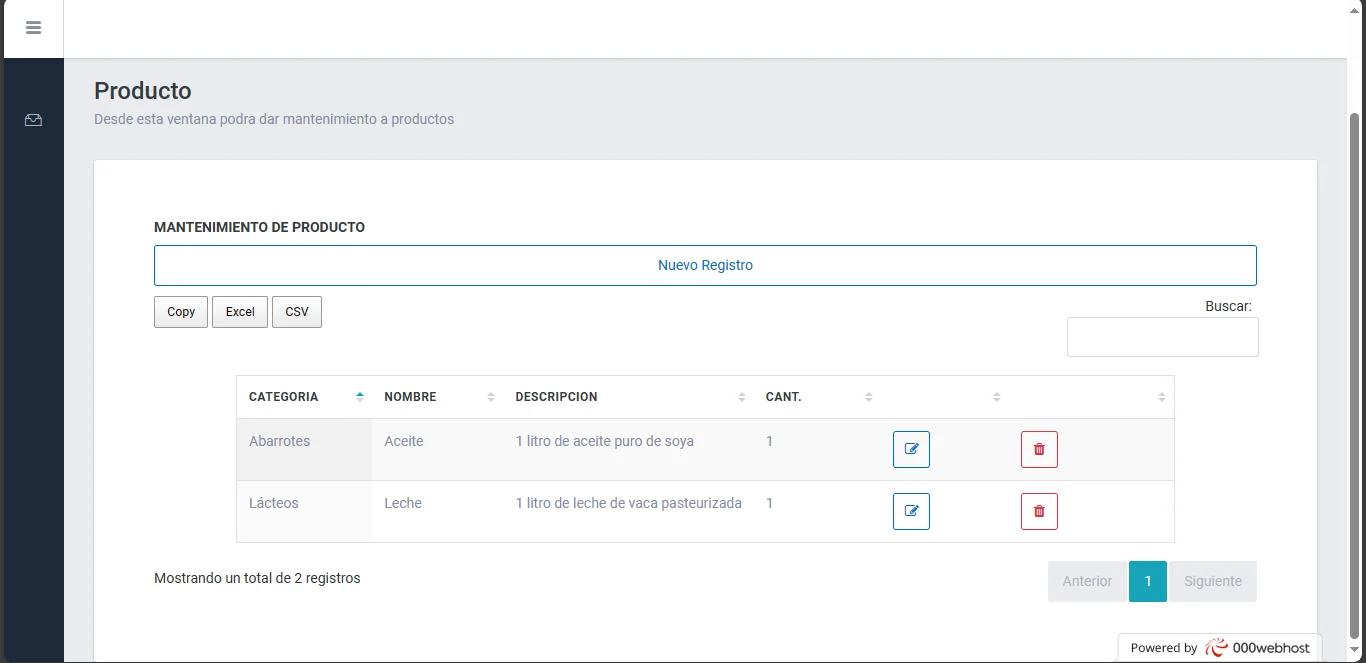 Producto
Desde esta ventana podra dar mantenimiento a productos
MANTENIMIENTO DE PRODUCTO
Nuevo Registro
Copy Excel CSV
Buscar:
CATEGORIA NOMBRE DESCRIPCION CANT.
Abarrotes Aceite 1 litro de aceite puro de soya 1
Lácteos Leche 1 litro de leche de vaca pasteurizada 1
Mostrando un total de 2 registros
Anterior 1 Siguiente
Powered by 000webhost